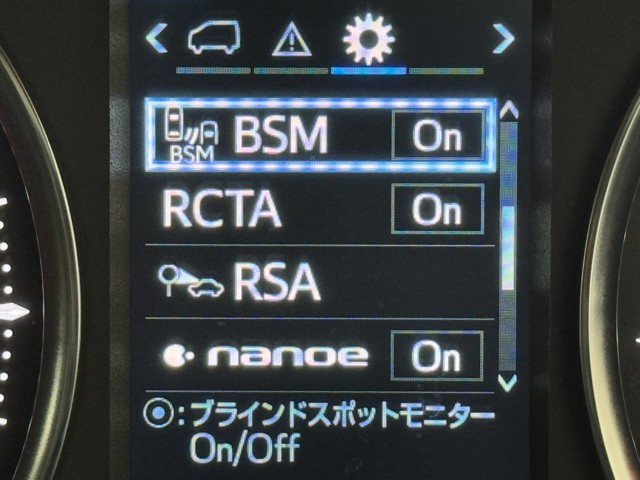 BSM BSM On
RCTA On
RSA
nanoe On
⦿:ブラインドスポットモニター
On/Off